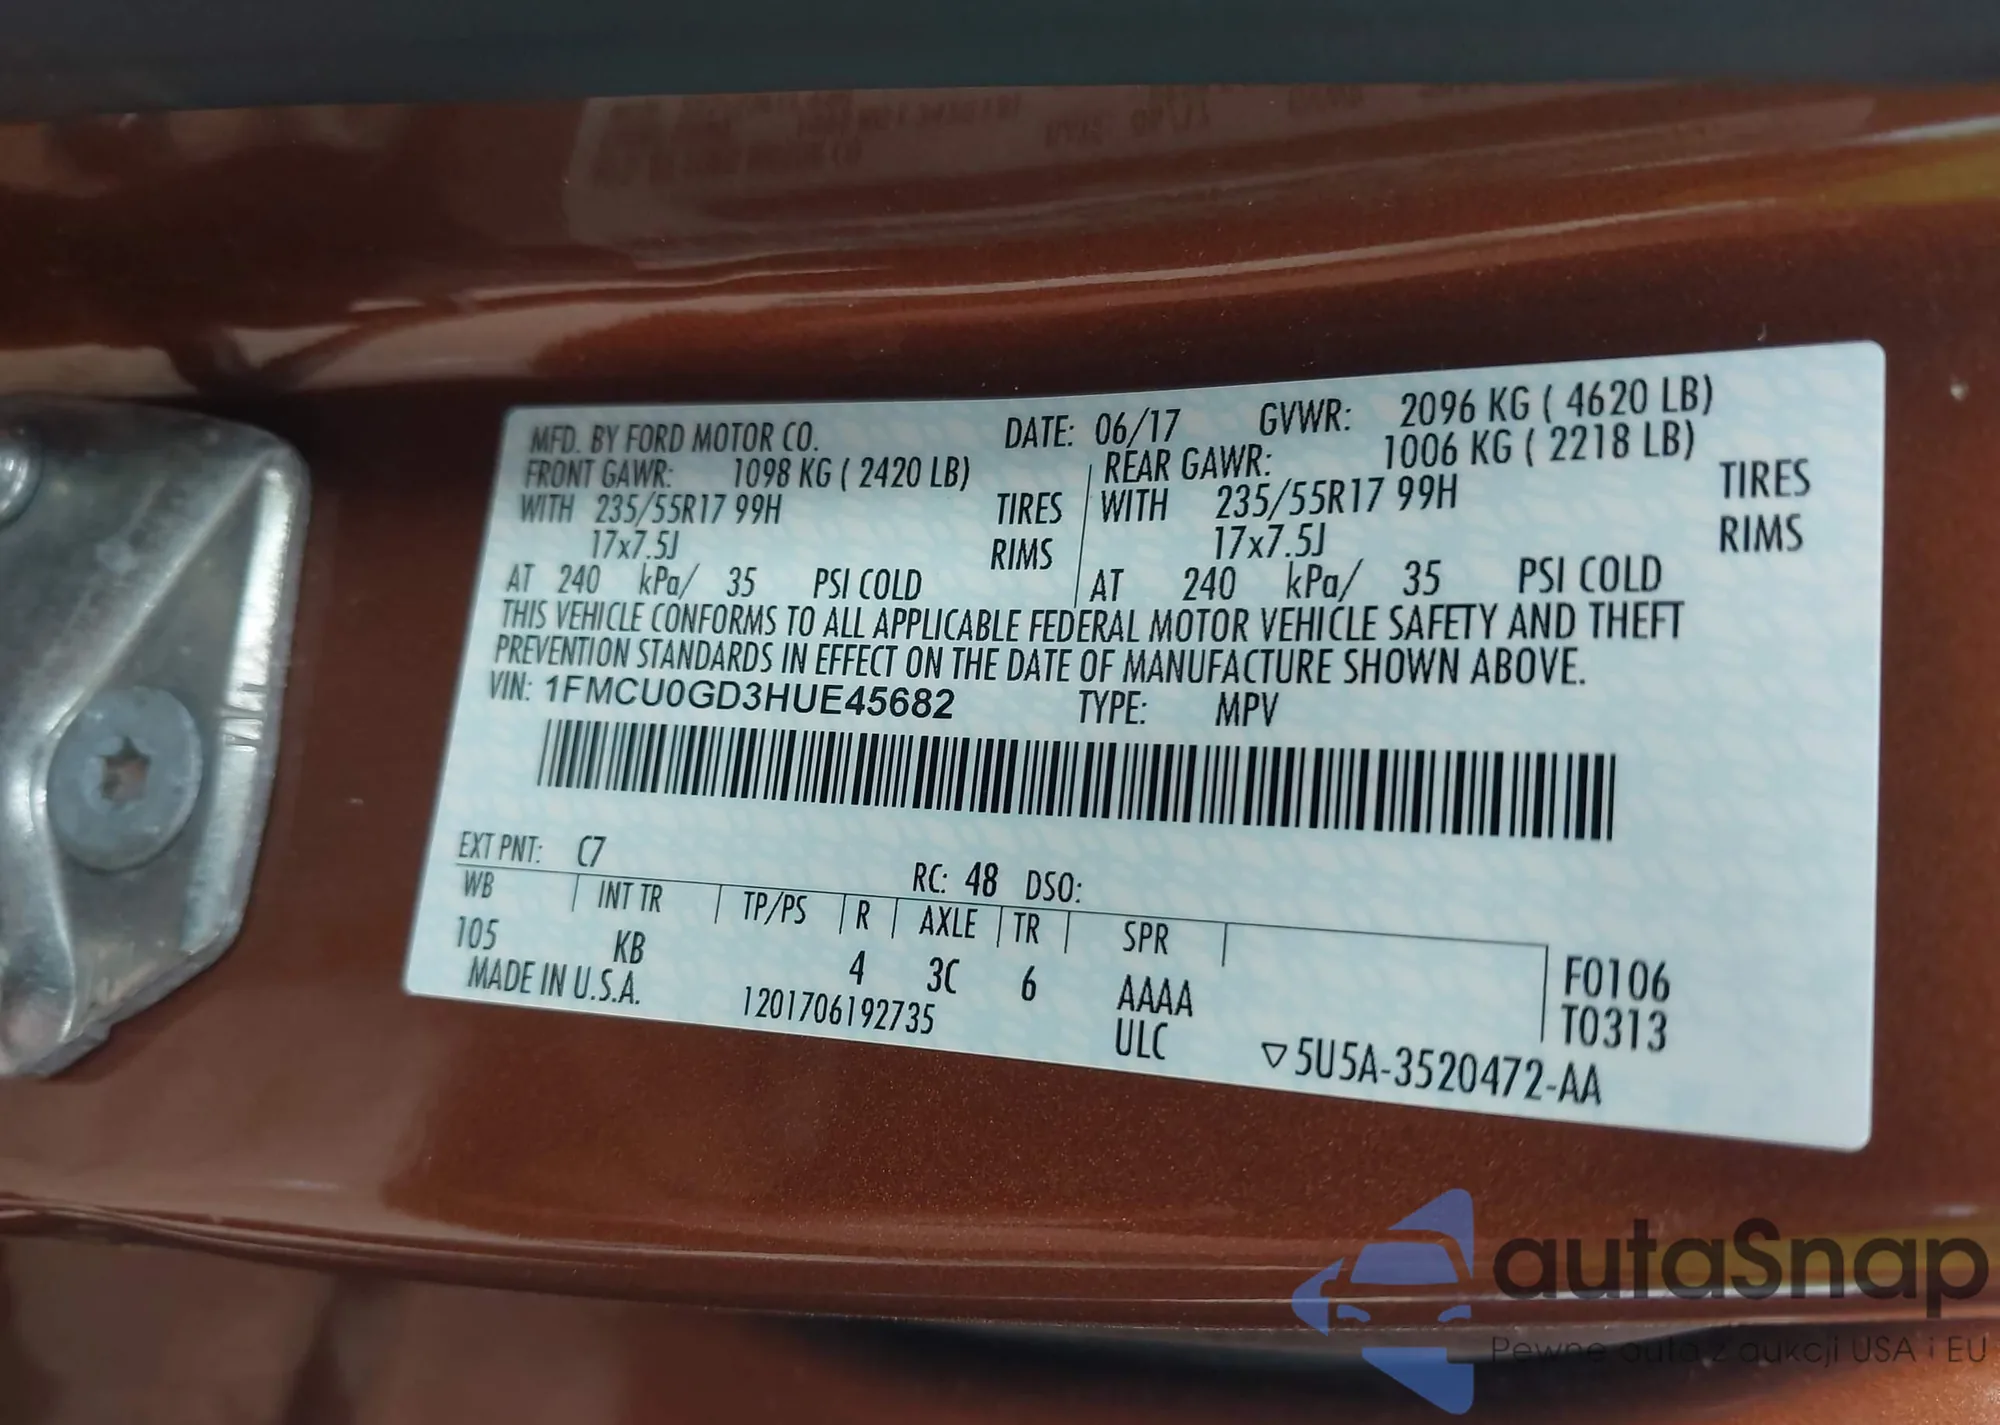 MFD. BY FORD MOTOR CO. DATE: 06/17 GVWR: 2096 KG ( 4620 LB)
FRONT GAWR: 1098 KG ( 2420 LB) REAR GAWR: 1006 KG ( 2218 LB)
WITH 235/55R17 99H TIRES WITH 235/55R17 99H TIRES
17x7.5J RIMS 17x7.5J RIMS
AT 240 kPa/ 35 PSI COLD AT 240 kPa/ 35 PSI COLD
THIS VEHICLE CONFORMS TO ALL APPLICABLE FEDERAL MOTOR VEHICLE SAFETY AND THEFT
PREVENTION STANDARDS IN EFFECT ON THE DATE OF MANUFACTURE SHOWN ABOVE.
VIN: 1FMCU0GD3HUE45682 TYPE: MPV
EXT PNT: C7 RC: 48 DSO:
WB INT TR TP/PS R AXLE TR SPR
105 KB 4 3C 6 AAAA F0106
MADE IN U.S.A. 1201706192735 ULC T0313
▽5U5A-3520472-AA
autaSnap
Pewne auta z aukcji USA i EU